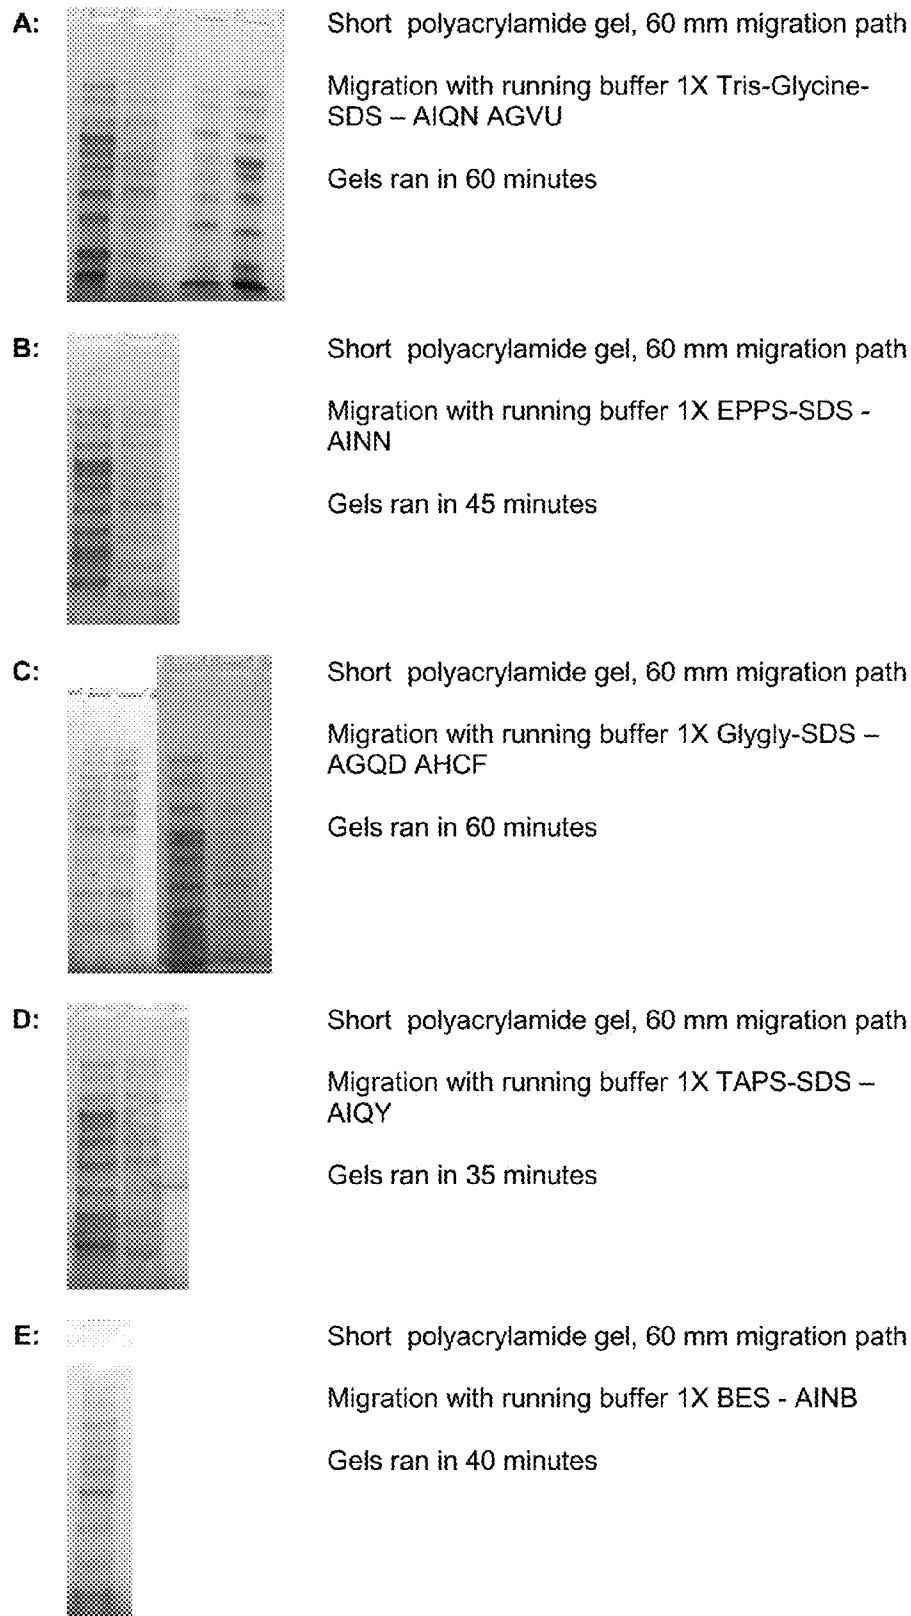 A:
Short polyacrylamide gel, 60 mm migration path
Migration with running buffer 1X Tris-Glycine-
SDS – AIQN AGVU
Gels ran in 60 minutes
B:
Short polyacrylamide gel, 60 mm migration path
Migration with running buffer 1X EPPS-SDS -
AINN
Gels ran in 45 minutes
C:
Short polyacrylamide gel, 60 mm migration path
Migration with running buffer 1X Glygly-SDS –
AGQD AHCF
Gels ran in 60 minutes
D:
Short polyacrylamide gel, 60 mm migration path
Migration with running buffer 1X TAPS-SDS –
AIQY
Gels ran in 35 minutes
E:
Short polyacrylamide gel, 60 mm migration path
Migration with running buffer 1X BES - AINB
Gels ran in 40 minutes